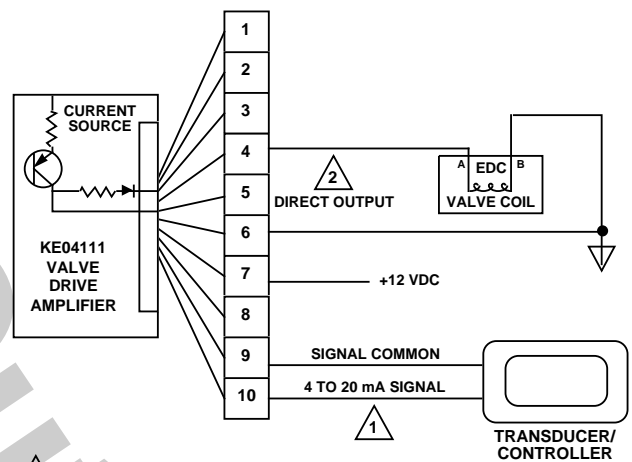 1
2
3
4
5
6
7
8
9
10
CURRENT
SOURCE
KE04111
VALVE
DRIVE
AMPLIFIER
2
DIRECT OUTPUT
A
EDC
B
VALVE COIL
+12 VDC
SIGNAL COMMON
4 TO 20 mA SIGNAL
1
TRANSDUCER/
CONTROLLER